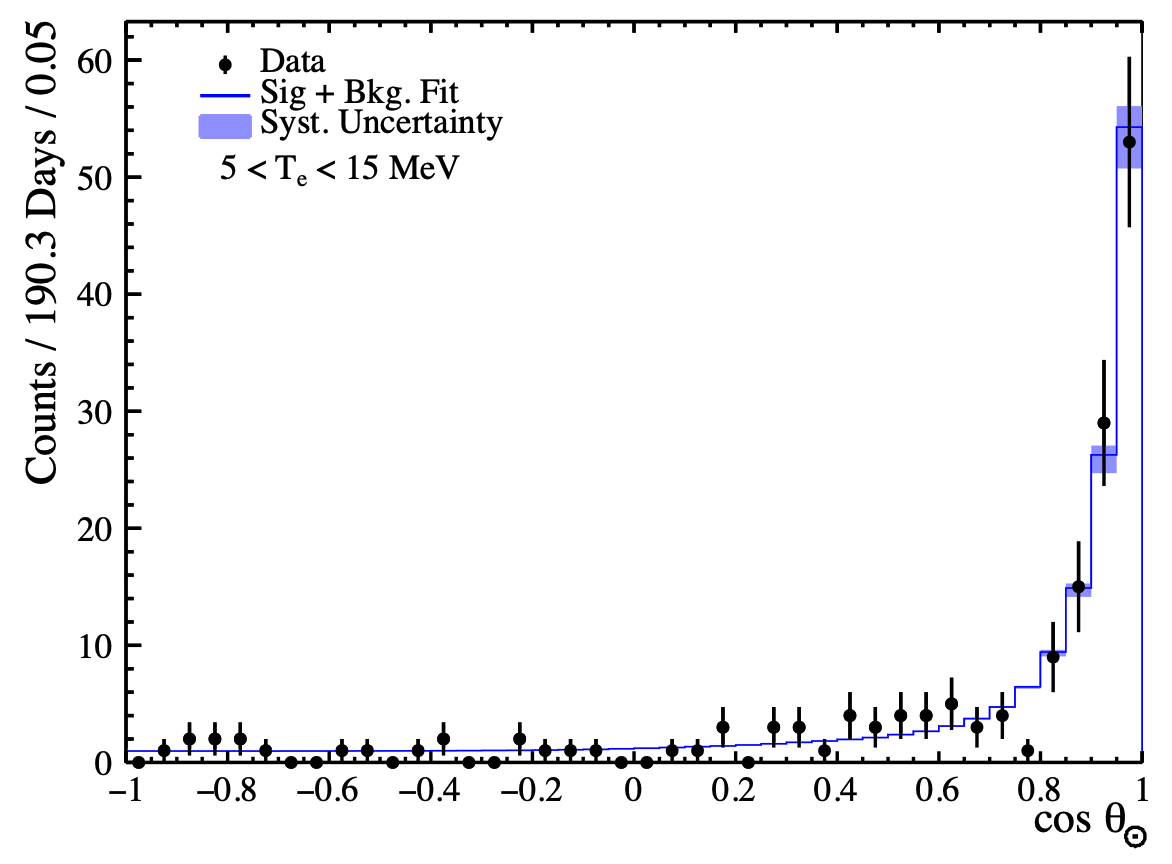 Counts / 190.3 Days / 0.05
60
50
40
30
20
10
0
Data
Sig + Bkg. Fit
Syst. Uncertainty
5 < Tₑ < 15 MeV
−1 −0.8 −0.6 −0.4 −0.2 0 0.2 0.4 0.6 0.8 1
cos θ☉